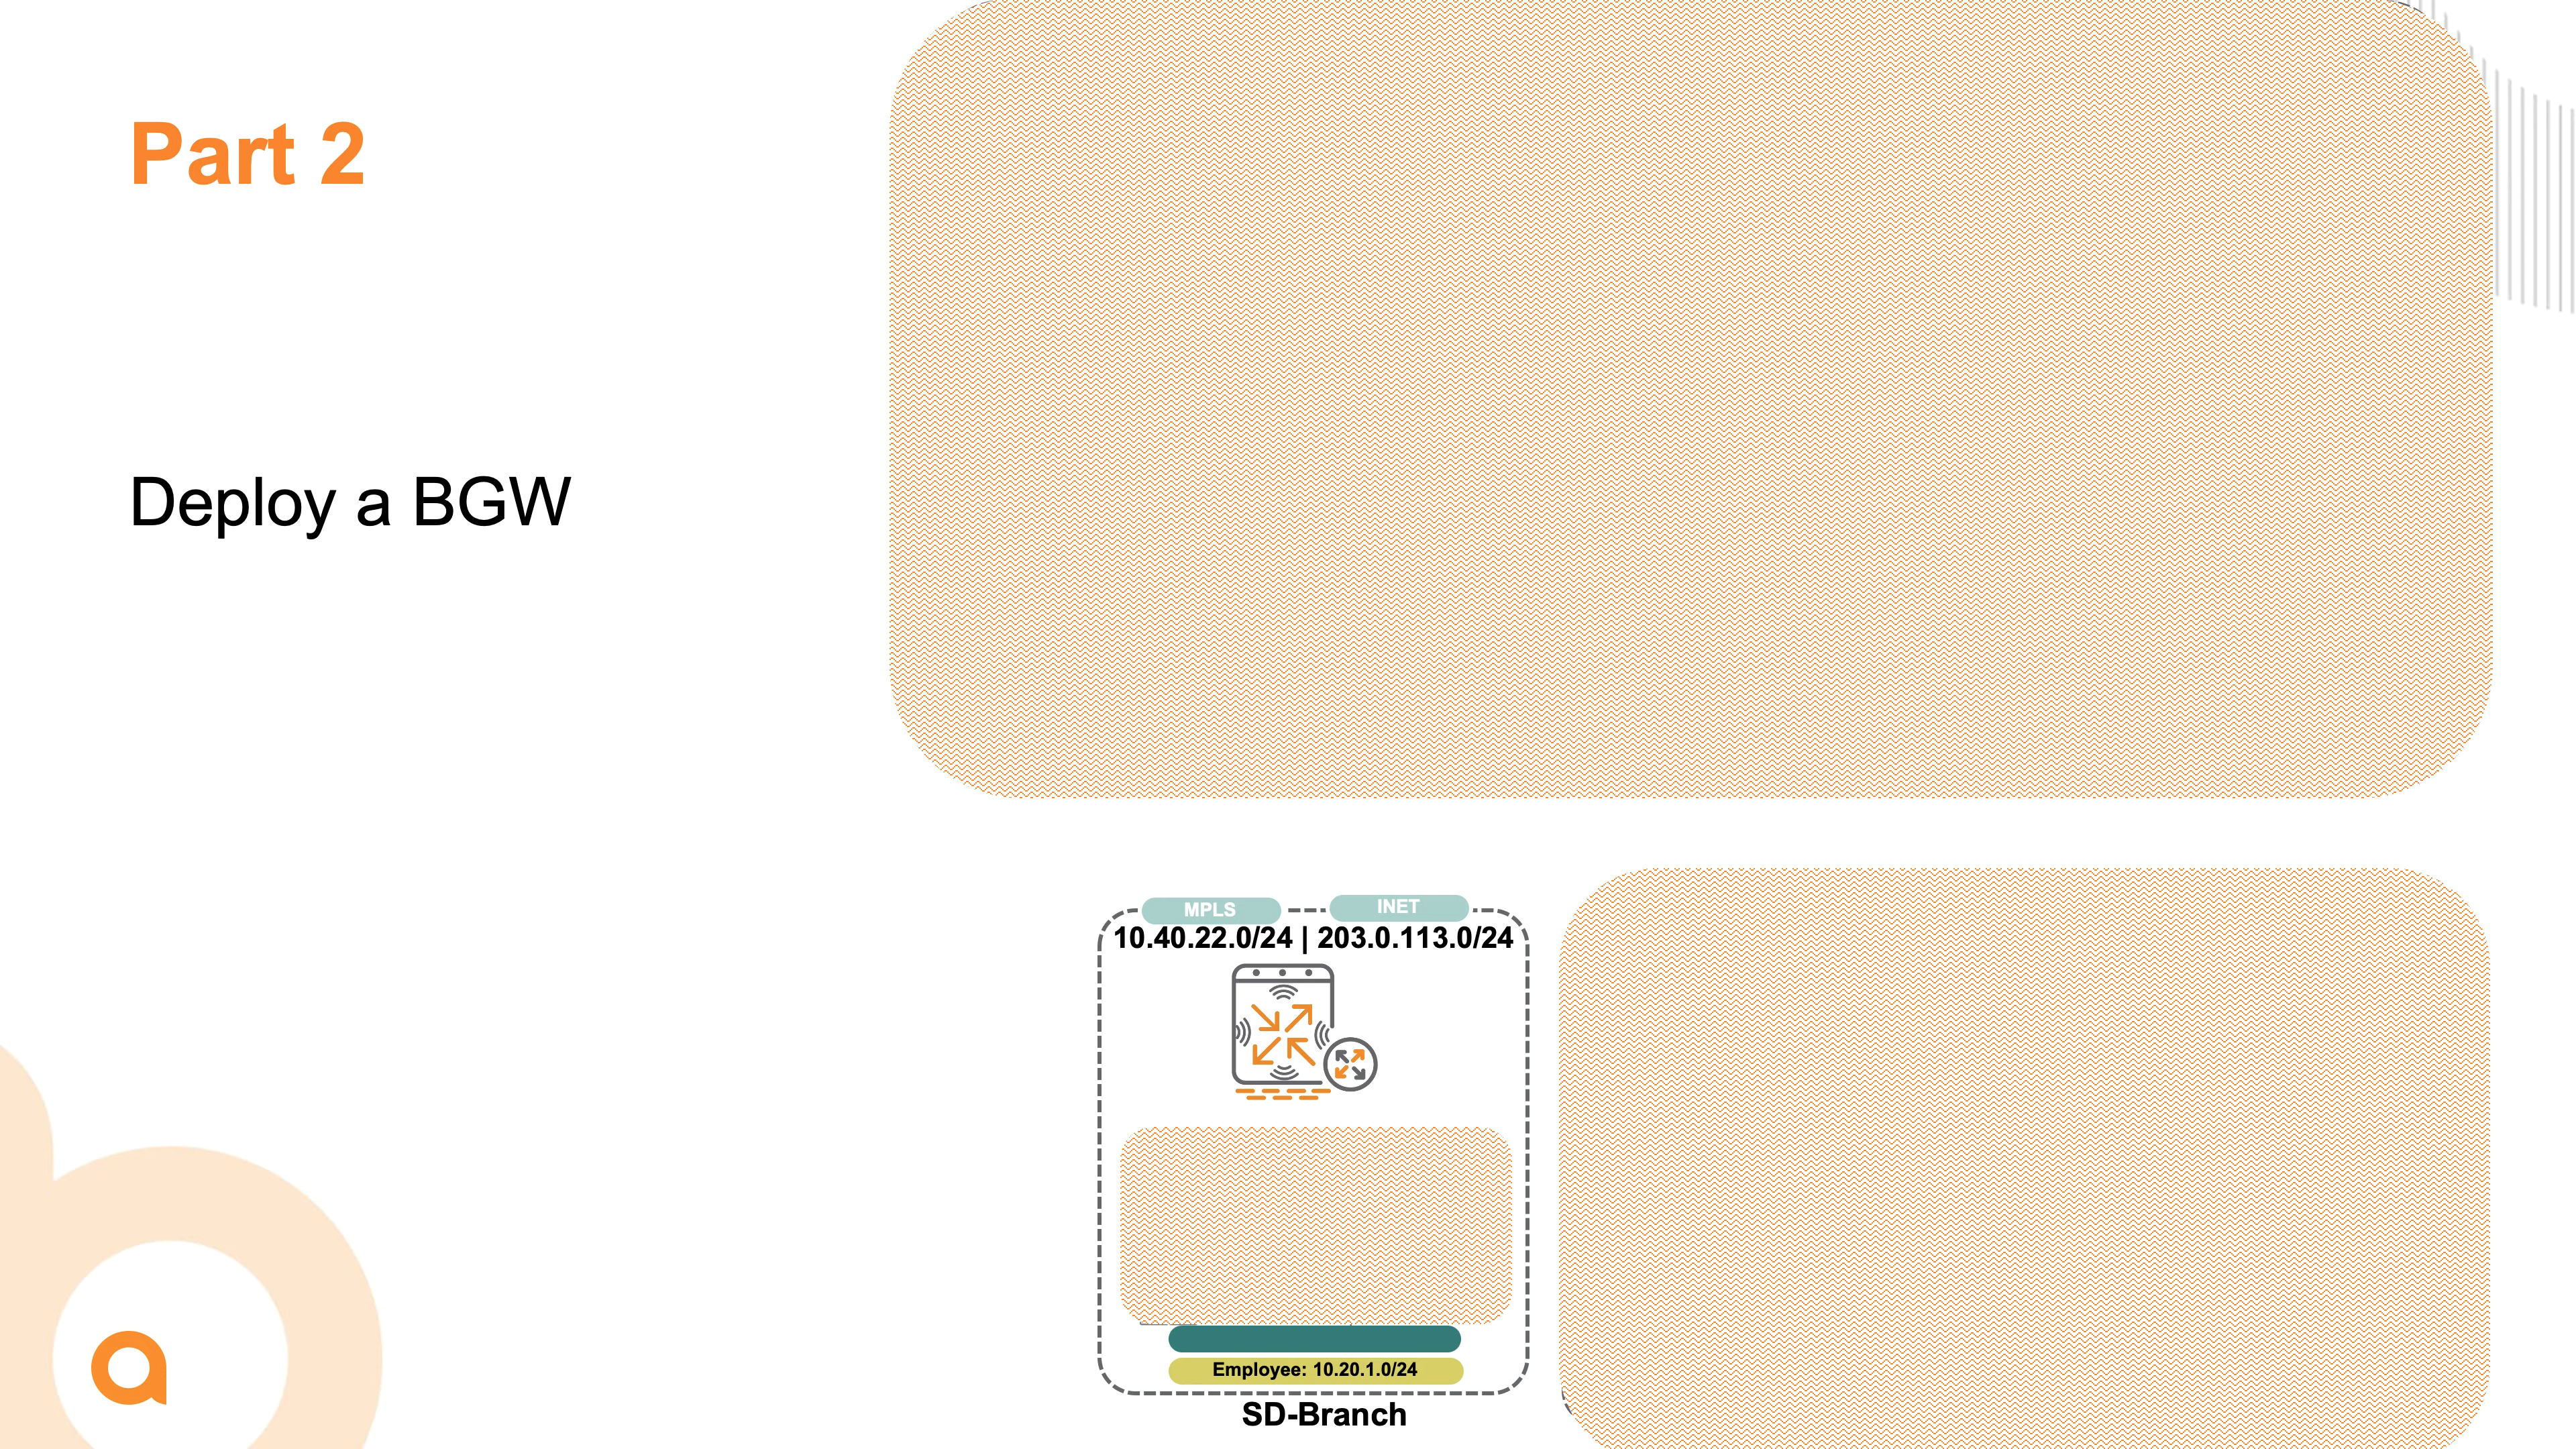 Part 2
Deploy a BGW
MPLS
INET
10.40.22.0/24 | 203.0.113.0/24
Employee: 10.20.1.0/24
SD-Branch